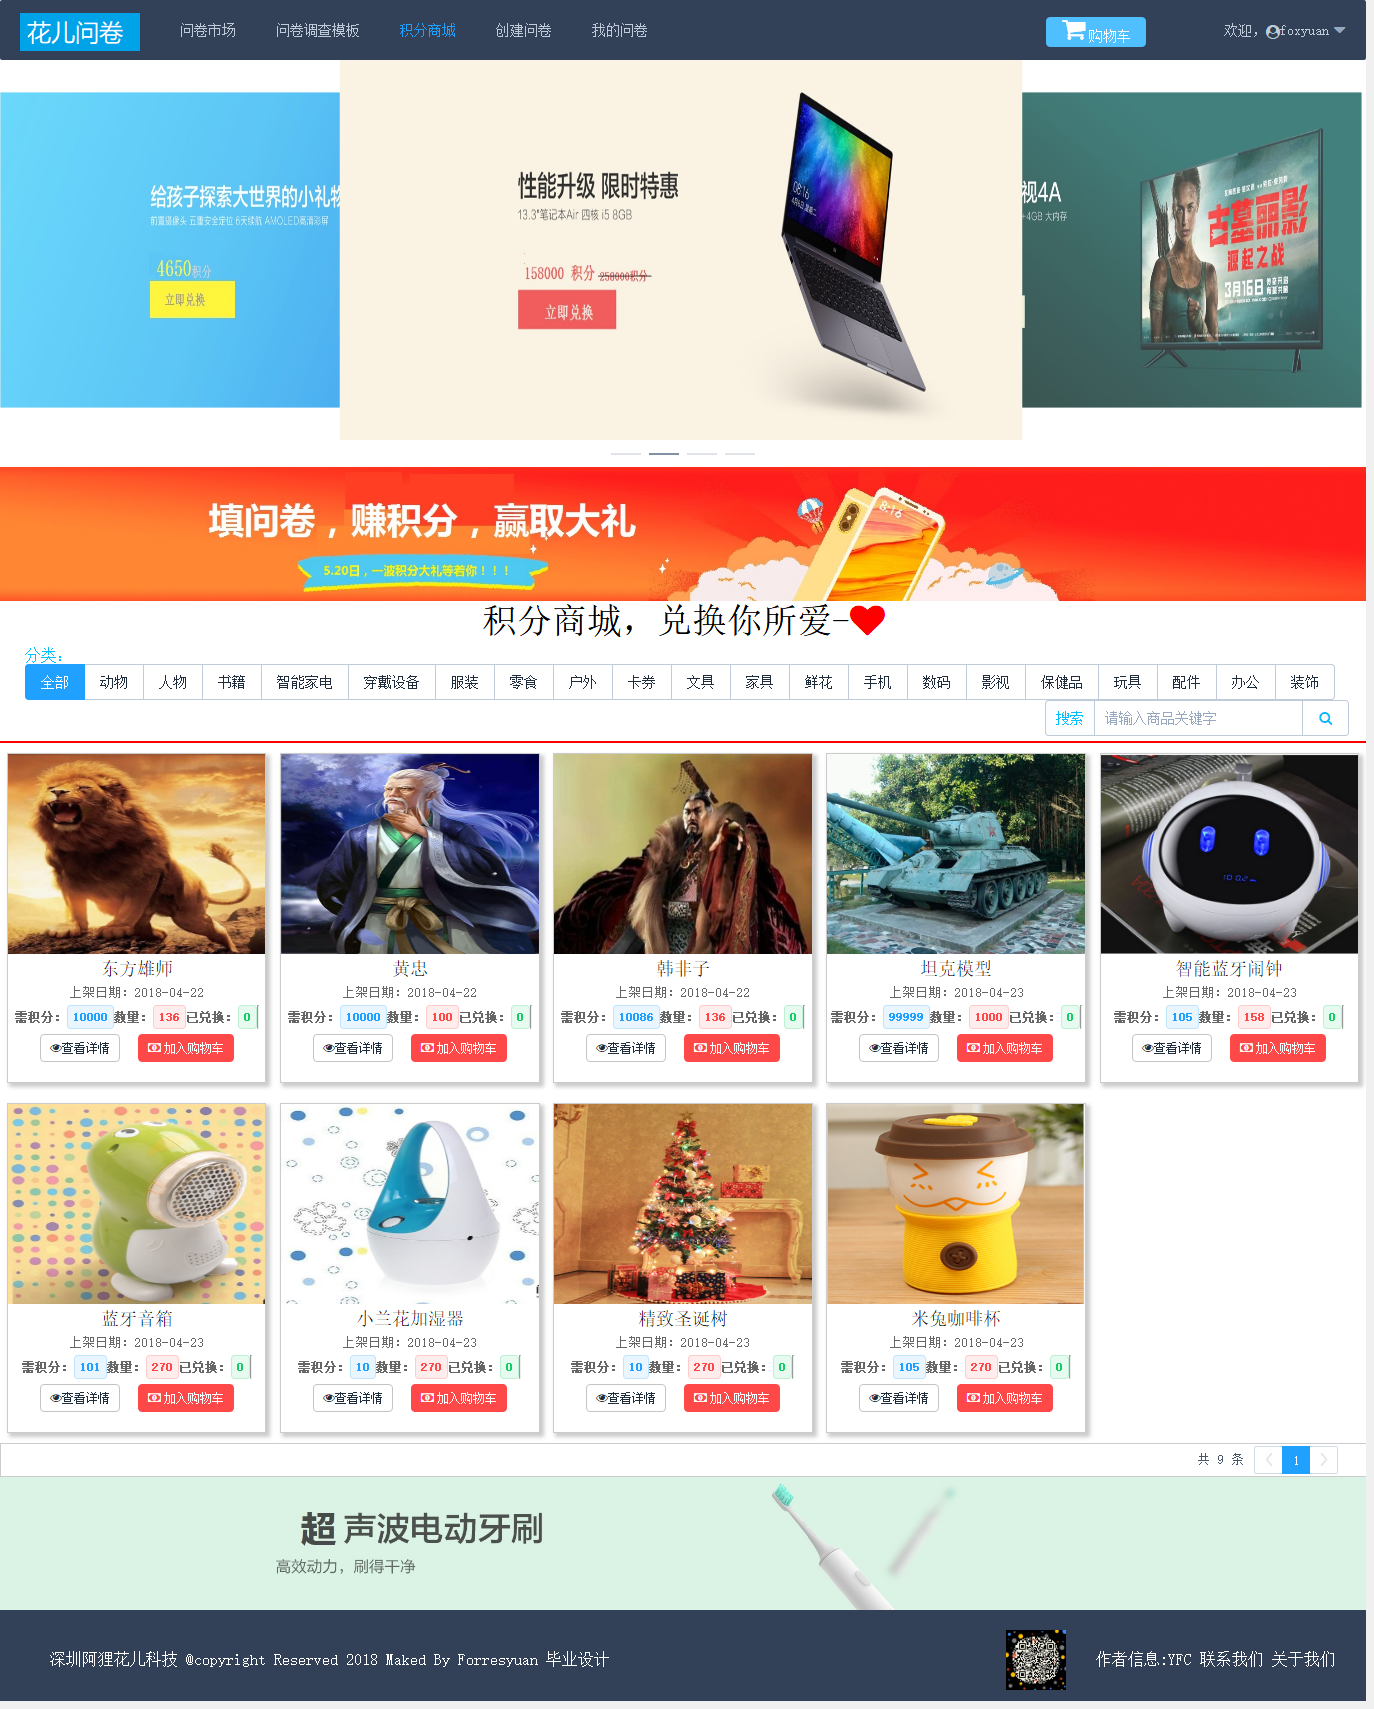 花儿问卷 问卷市场 问卷调查模板 积分商城 创建问卷 我的问卷 购物车 欢迎, foxyuan
给孩子探索大世界的小礼物
前置摄像头 五重安全定位 6天续航 AMOLED高清彩屏
4650积分
立即兑换
性能升级 限时特惠
13.3"笔记本Air 四核 i5 8GB
158000 积分 258000积分
立即兑换
08:16
视4A
+4GB 大内存
古墓丽影
源起之战
3月16日
填问卷，赚积分，赢取大礼
5.20日，一波积分大礼等着你！！！
8:16
积分商城，兑换你所爱-
分类：
全部 动物 人物 书籍 智能家电 穿戴设备 服装 零食 户外 卡券 文具 家具 鲜花 手机 数码 影视 保健品 玩具 配件 办公 装饰
搜索 请输入商品关键字
东方雄师
上架日期: 2018-04-22
需积分: 10000 数量: 136 已兑换: 0
查看详情 加入购物车
黄忠
上架日期: 2018-04-22
需积分: 10000 数量: 100 已兑换: 0
查看详情 加入购物车
韩非子
上架日期: 2018-04-22
需积分: 10086 数量: 136 已兑换: 0
查看详情 加入购物车
坦克模型
上架日期: 2018-04-23
需积分: 99999 数量: 1000 已兑换: 0
查看详情 加入购物车
智能蓝牙闹钟
上架日期: 2018-04-23
需积分: 105 数量: 158 已兑换: 0
查看详情 加入购物车
蓝牙音箱
上架日期: 2018-04-23
需积分: 101 数量: 270 已兑换: 0
查看详情 加入购物车
小兰花加湿器
上架日期: 2018-04-23
需积分: 10 数量: 270 已兑换: 0
查看详情 加入购物车
精致圣诞树
上架日期: 2018-04-23
需积分: 10 数量: 270 已兑换: 0
查看详情 加入购物车
米兔咖啡杯
上架日期: 2018-04-23
需积分: 105 数量: 270 已兑换: 0
查看详情 加入购物车
共 9 条 1
超声波电动牙刷
高效动力，刷得干净
深圳阿狸花儿科技 @copyright Reserved 2018 Maked By Forresyuan 毕业设计 作者信息:YFC 联系我们 关于我们